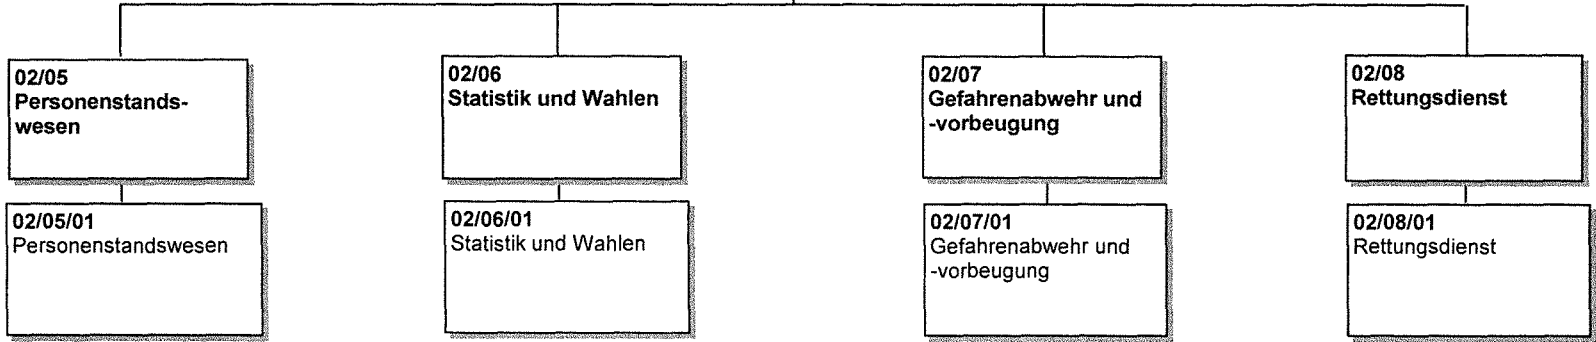 02/05
Personenstands-
wesen
02/06
Statistik und Wahlen
02/07
Gefahrenabwehr und
-vorbeugung
02/08
Rettungsdienst
02/05/01
Personenstandswesen
02/06/01
Statistik und Wahlen
02/07/01
Gefahrenabwehr und
-vorbeugung
02/08/01
Rettungsdienst